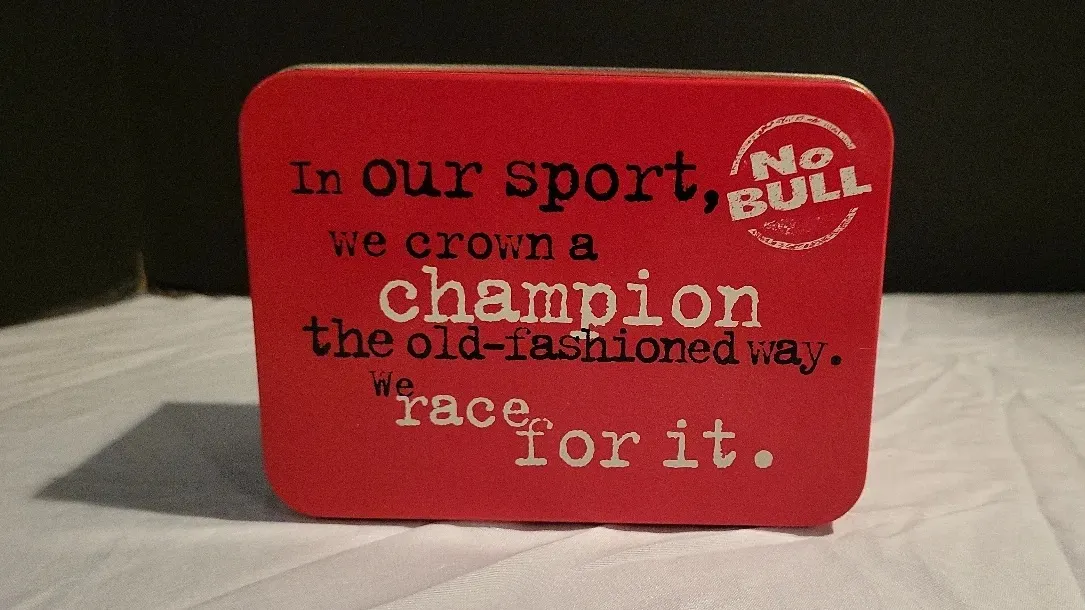 In our sport,
we crown a
champion
the old-fashioned way.
We
race
for it.
No
BULL